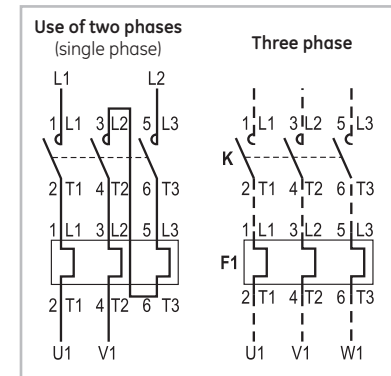 Use of two phases
(single phase)
Three phase
L1 L2
1 L1 3 L2 5 L3
1 L1 3 L2 5 L3
K
2 T1 4 T2 6 T3
2 T1 4 T2 6 T3
1 L1 3 L2 5 L3
1 L1 3 L2 5 L3
F1
2 T1 4 T2 6 T3
2 T1 4 T2 6 T3
U1 V1
U1 V1 W1